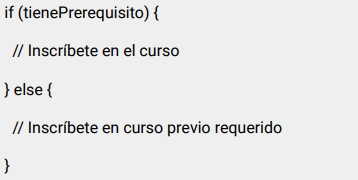 if (tienePrerequisito) {
// Inscríbete en el curso
} else {
// Inscríbete en curso previo requerido
}